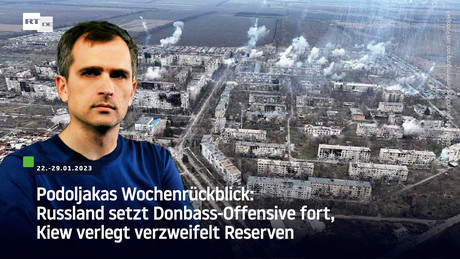 RT
DE
22.-29.01.2023
Podoljakas Wochenrückblick:
Russland setzt Donbass-Offensive fort,
Kiew verlegt verzweifelt Reserven